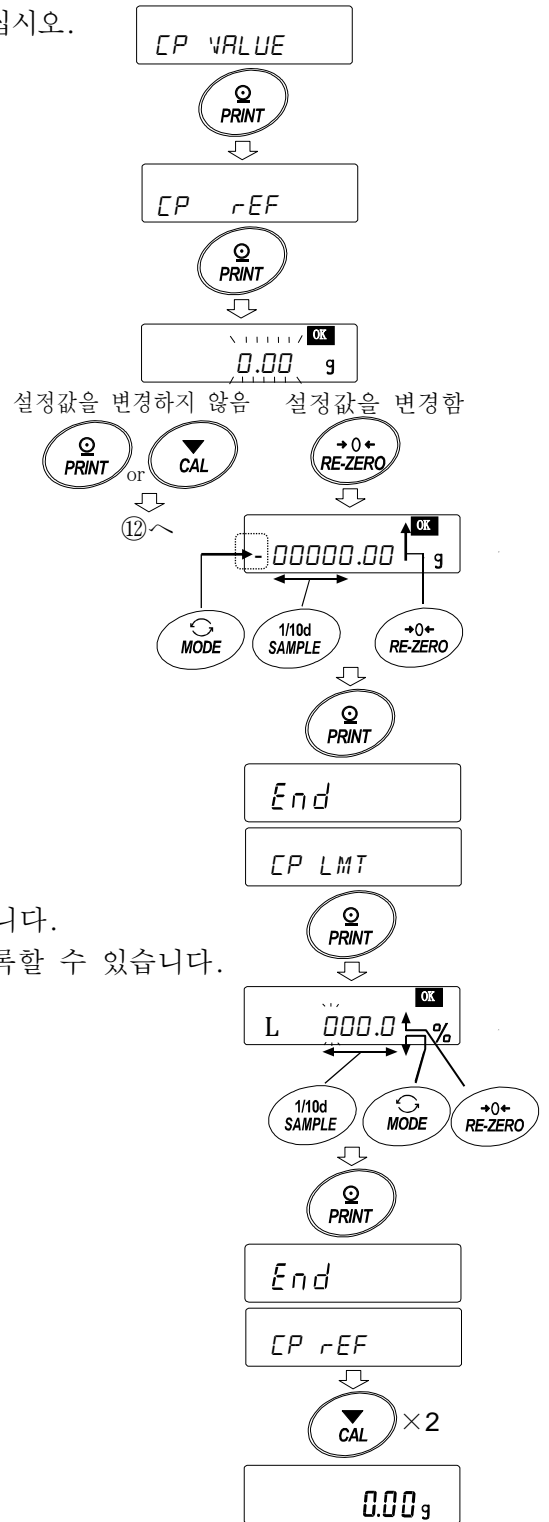 십시오.
CP VALUE
PRINT
CP rEF
PRINT
OK
0.00 g
설정값을 변경하지 않음 설정값을 변경함
PRINT or CAL →0← RE-ZERO
⑫へ
OK
- 00000.00 g
MODE 1/10d SAMPLE →0← RE-ZERO
PRINT
End
CP LMT
니다.
PRINT
록할 수 있습니다.
OK
L 000.0 %
1/10d SAMPLE MODE →0← RE-ZERO
PRINT
End
CP rEF
CAL ×2
0.00 g